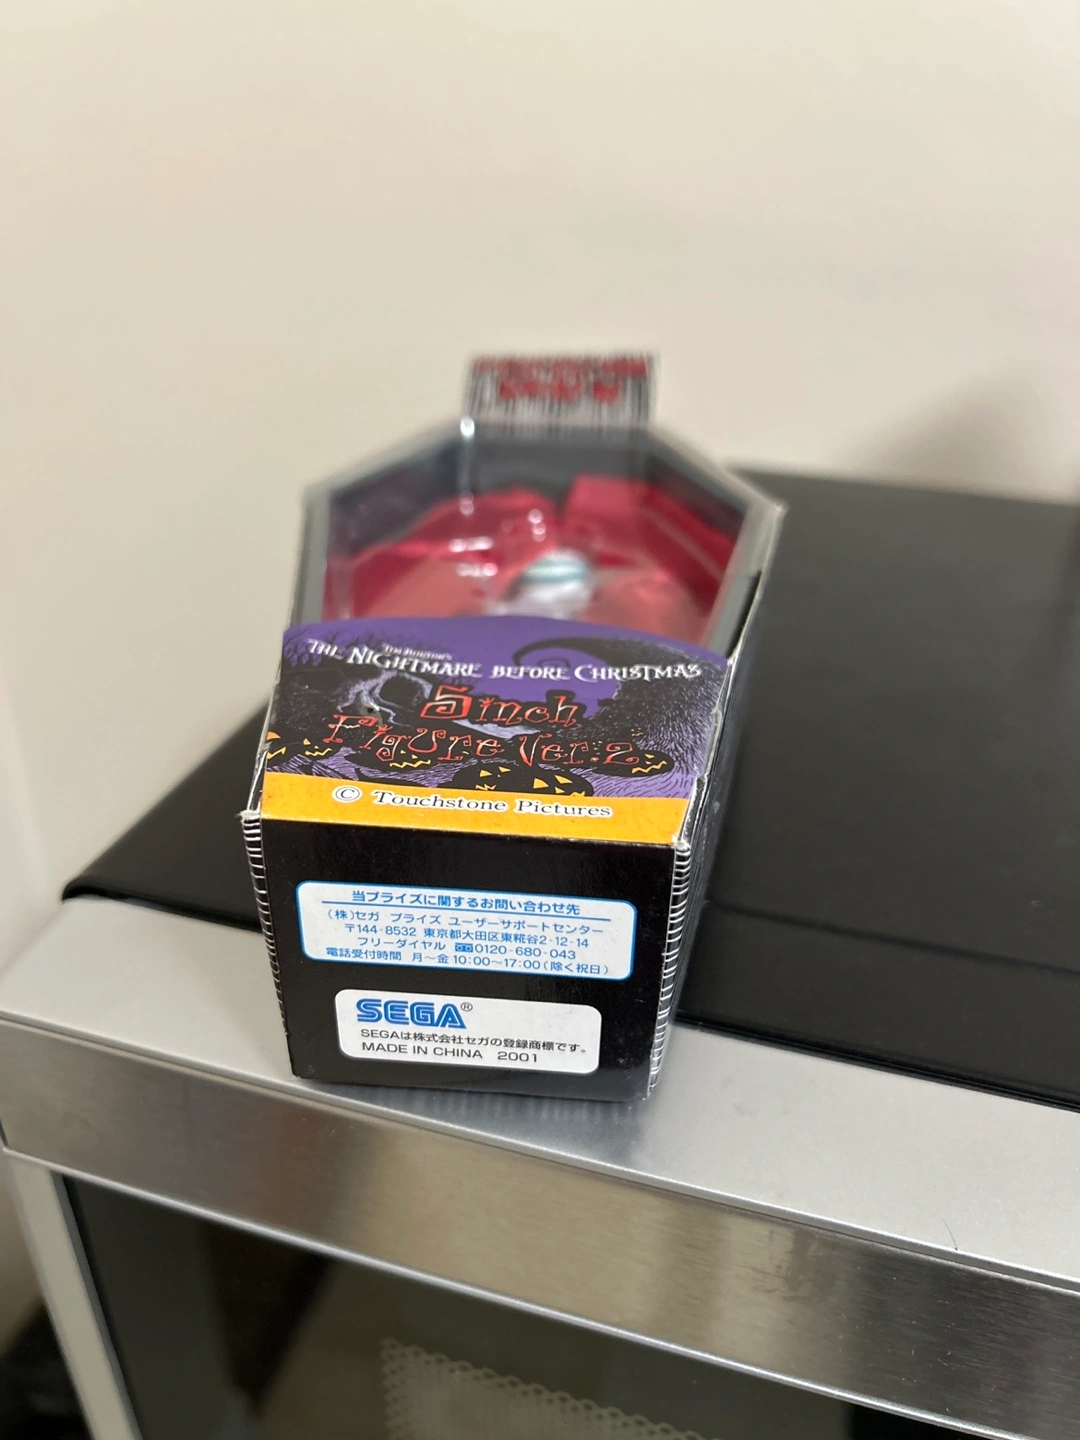 TIM BURTON'S
THE NIGHTMARE BEFORE CHRISTMAS
5inch
Figure Ver.2
© Touchstone Pictures
当プライズに関するお問い合わせ先
(株)セガ プライズ ユーザーサポートセンター
〒144-8532 東京都大田区東糀谷2-12-14
フリーダイヤル 0120-680-043
電話受付時間 月〜金 10:00〜17:00(除く祝日)
SEGA®
SEGAは株式会社セガの登録商標です。
MADE IN CHINA 2001